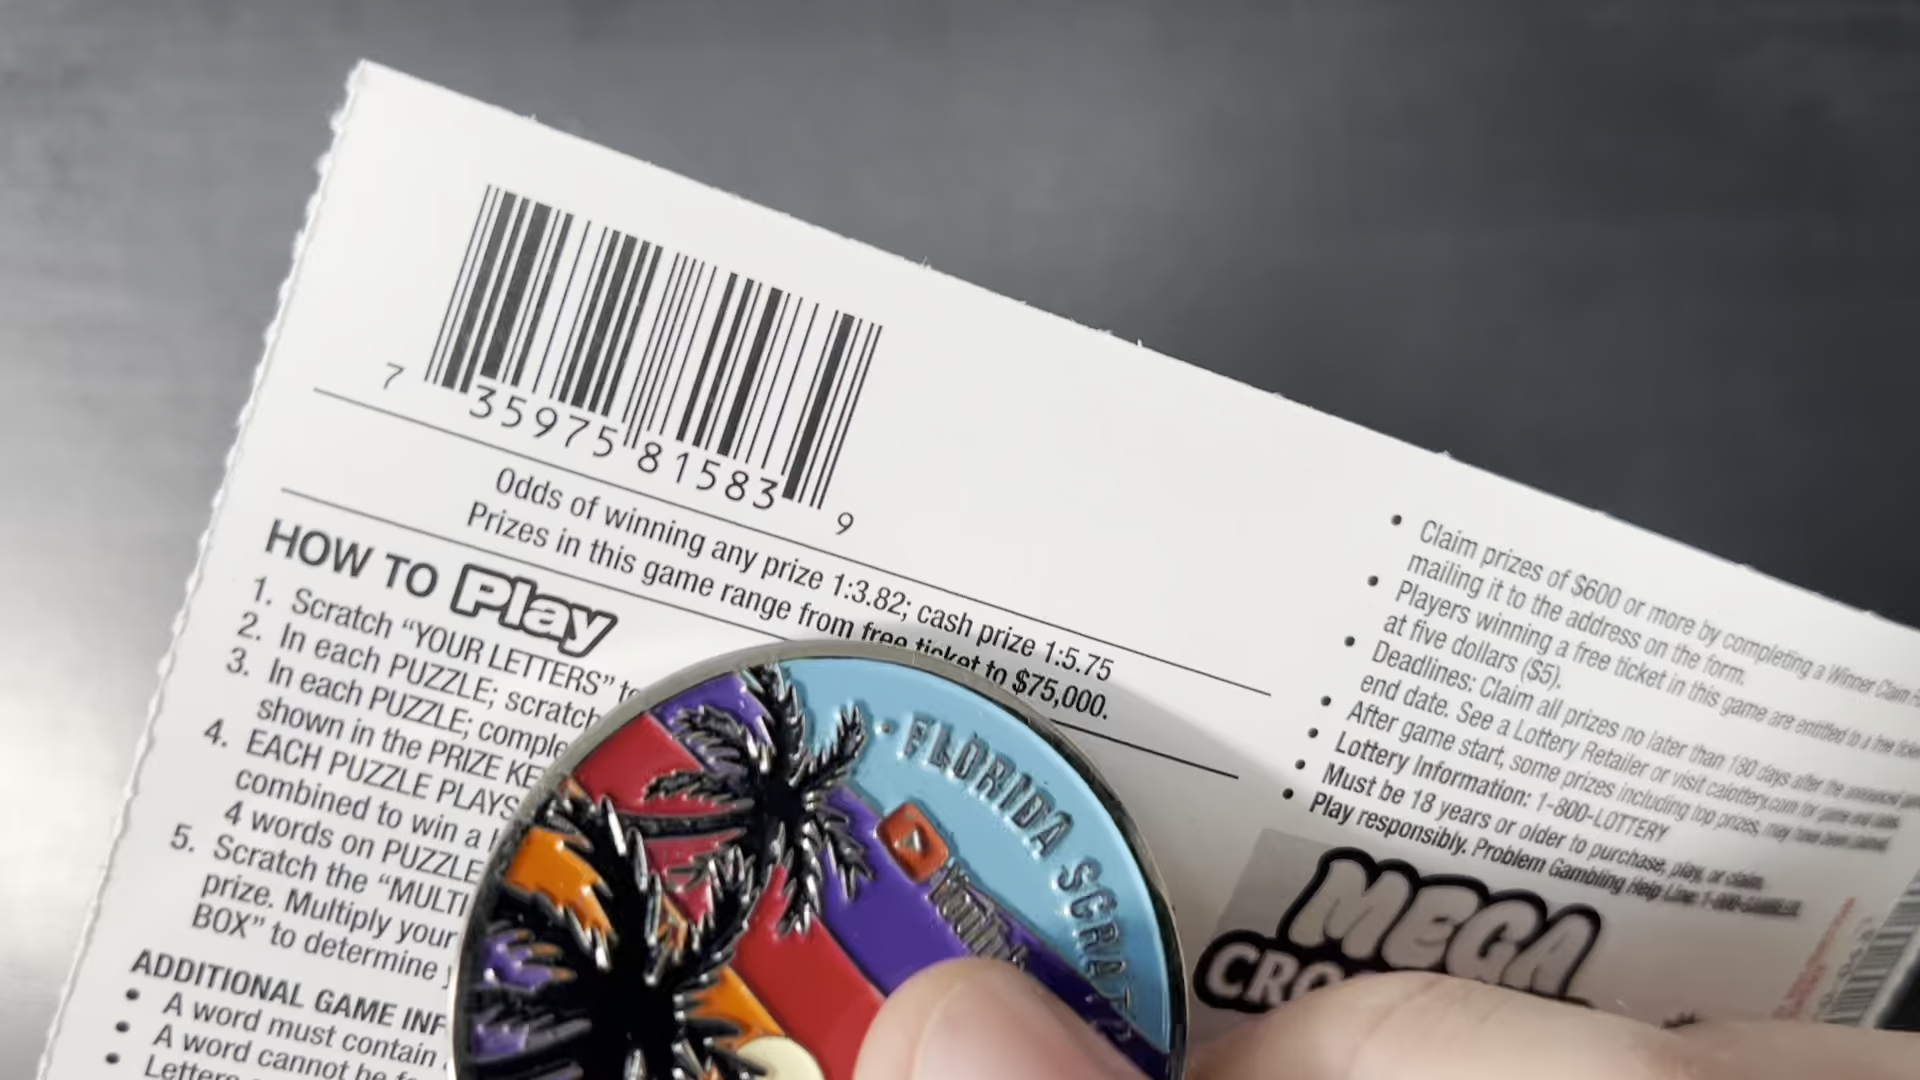 7 35975 81583 9
Odds of winning any prize 1:3.82; cash prize 1:5.75
Prizes in this game range from free ticket to $75,000.
HOW TO Play
1. Scratch “YOUR LETTERS” to
2. In each PUZZLE; scratch
3. In each PUZZLE; comple
shown in the PRIZE KE
4. EACH PUZZLE PLAYS
combined to win a
4 words on PUZZLE
5. Scratch the “MULTI
prize. Multiply your
BOX” to determine
ADDITIONAL GAME INF
• A word must contain
• A word cannot be
• Letters
• Claim prizes of $600 or more by completing a Winner Claim
mailing it to the address on the form.
• Players winning a free ticket in this game are entitled to a free
at five dollars ($5).
• Deadlines: Claim all prizes no later than 180 days after the announced
end date. See a Lottery Retailer or visit calottery.com for game end dates.
• After game start, some prizes including top prizes, may have been claimed.
• Lottery Information: 1-800-LOTTERY
• Must be 18 years or older to purchase, play, or claim.
• Play responsibly. Problem Gambling Help Line: 1-800-GAMBLER
MEGA
CRO
FLORIDA SCRAT
YouTube